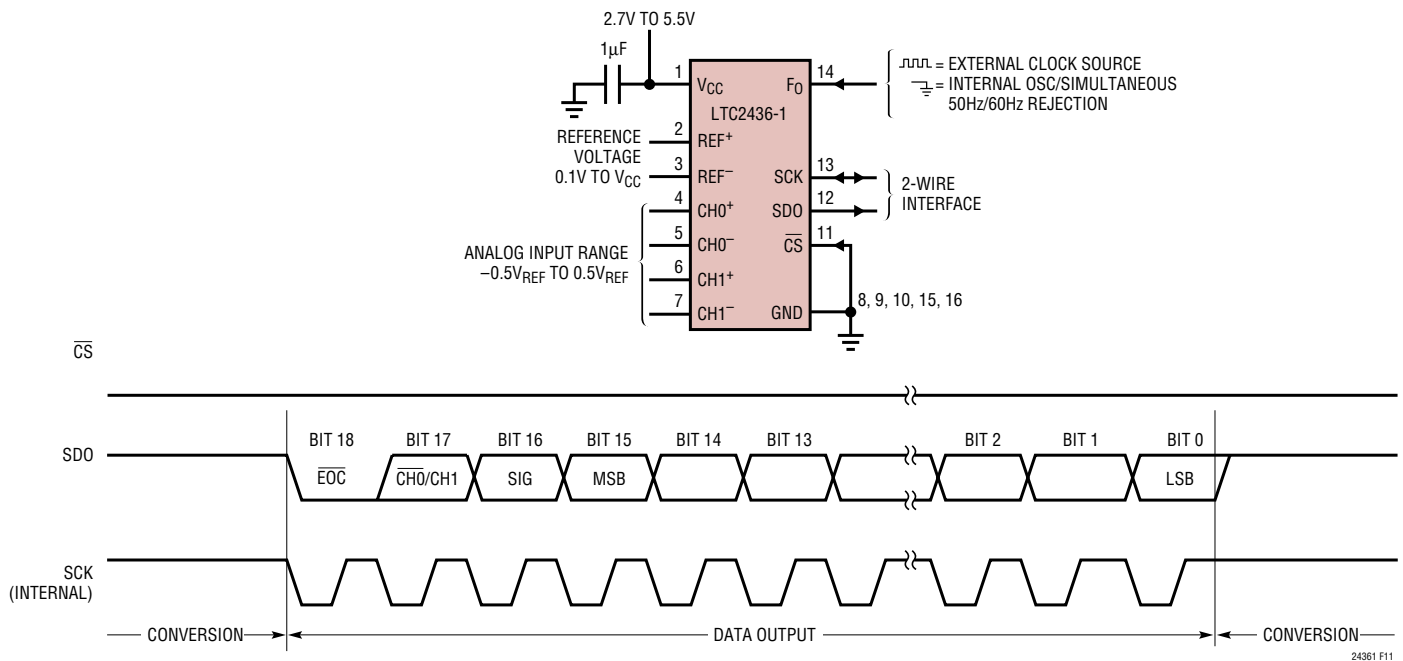 2.7V TO 5.5V
1µF
1
VCC
FO
14
= EXTERNAL CLOCK SOURCE
= INTERNAL OSC/SIMULTANEOUS
50Hz/60Hz REJECTION
LTC2436-1
REFERENCE
VOLTAGE
0.1V TO VCC
2
REF+
3
REF–
SCK
13
2-WIRE
INTERFACE
4
CH0+
SDO
12
ANALOG INPUT RANGE
–0.5VREF TO 0.5VREF
5
CH0–
CS
11
6
CH1+
7
CH1–
GND
8, 9, 10, 15, 16
CS
SDO
BIT 18
BIT 17
BIT 16
BIT 15
BIT 14
BIT 13
BIT 2
BIT 1
BIT 0
EOC
CH0/CH1
SIG
MSB
LSB
SCK
(INTERNAL)
CONVERSION
DATA OUTPUT
CONVERSION
24361 F11